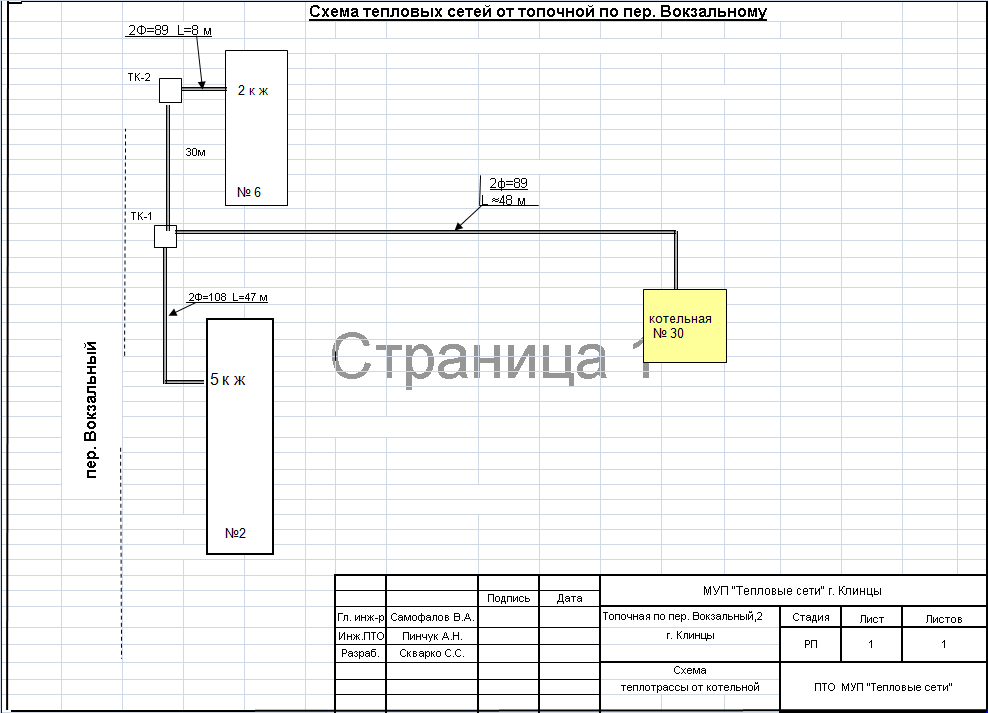 Схема тепловых сетей от топочной по пер. Вокзальному
2Ф=89 L=8 м
ТК-2
2 к ж
30м
№ 6
2ф=89
L ≈48 м
ТК-1
2Ф=108 L=47 м
котельная
№ 30
Страница 1
5 к ж
пер. Вокзальный
№2
МУП "Тепловые сети" г. Клинцы
Подпись Дата
Гл. инж-р Самофалов В.А. Топочная по пер. Вокзальный,2 Стадия Лист Листов
Инж.ПТО Пинчук А.Н. г. Клинцы РП 1 1
Разраб. Скварко С.С.
Схема
теплотрассы от котельной ПТО МУП "Тепловые сети"